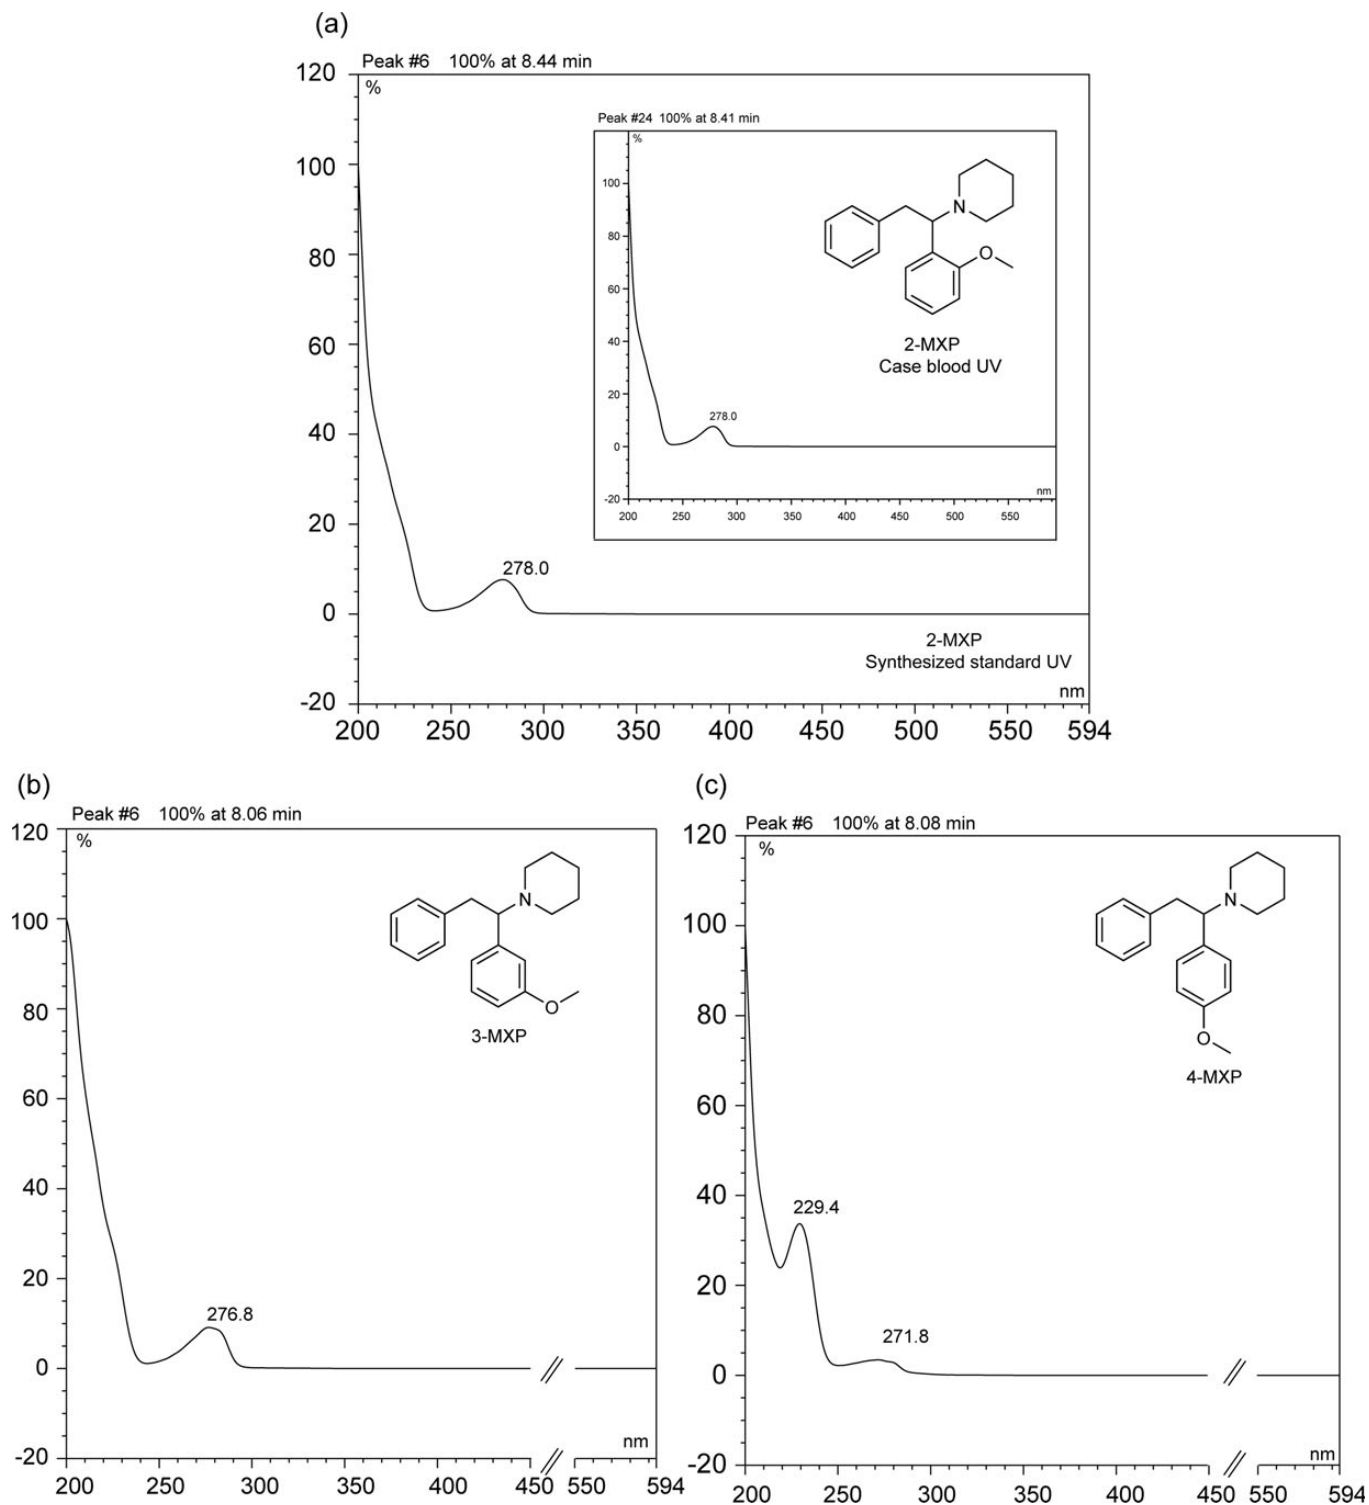 (a)
Peak #6 100% at 8.44 min
120
%
100
80
60
40
20
0
-20
278.0
2-MXP
Synthesized standard UV
nm
200 250 300 350 400 450 500 550 594
Peak #24 100% at 8.41 min
%
100
80
60
40
20
0
-20
N
O
2-MXP
Case blood UV
278.0
nm
200 250 300 350 400 450 500 550
(b)
Peak #6 100% at 8.06 min
120
%
100
80
60
40
20
0
-20
N
O
3-MXP
276.8
nm
200 250 300 350 400 450 550 594
(c)
Peak #6 100% at 8.08 min
120
%
100
80
60
40
20
0
-20
N
O
4-MXP
229.4
271.8
nm
200 250 300 350 400 450 550 594